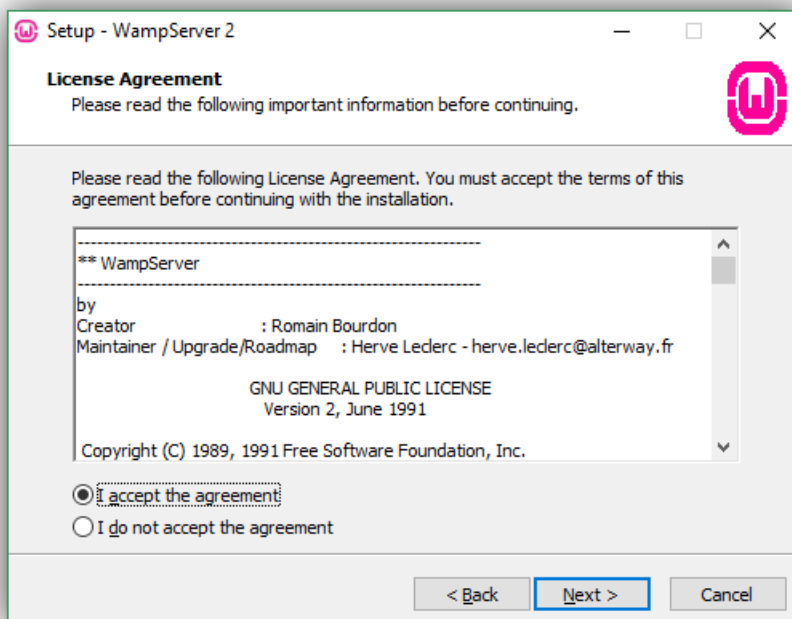 Setup - WampServer 2
License Agreement
Please read the following important information before continuing.
Please read the following License Agreement. You must accept the terms of this
agreement before continuing with the installation.
----------------------------------------------------------------
** WampServer
----------------------------------------------------------------
by
Creator : Romain Bourdon
Maintainer / Upgrade/Roadmap : Herve Leclerc - herve.leclerc@alterway.fr
GNU GENERAL PUBLIC LICENSE
Version 2, June 1991
Copyright (C) 1989, 1991 Free Software Foundation, Inc.
I accept the agreement
I do not accept the agreement
< Back Next > Cancel